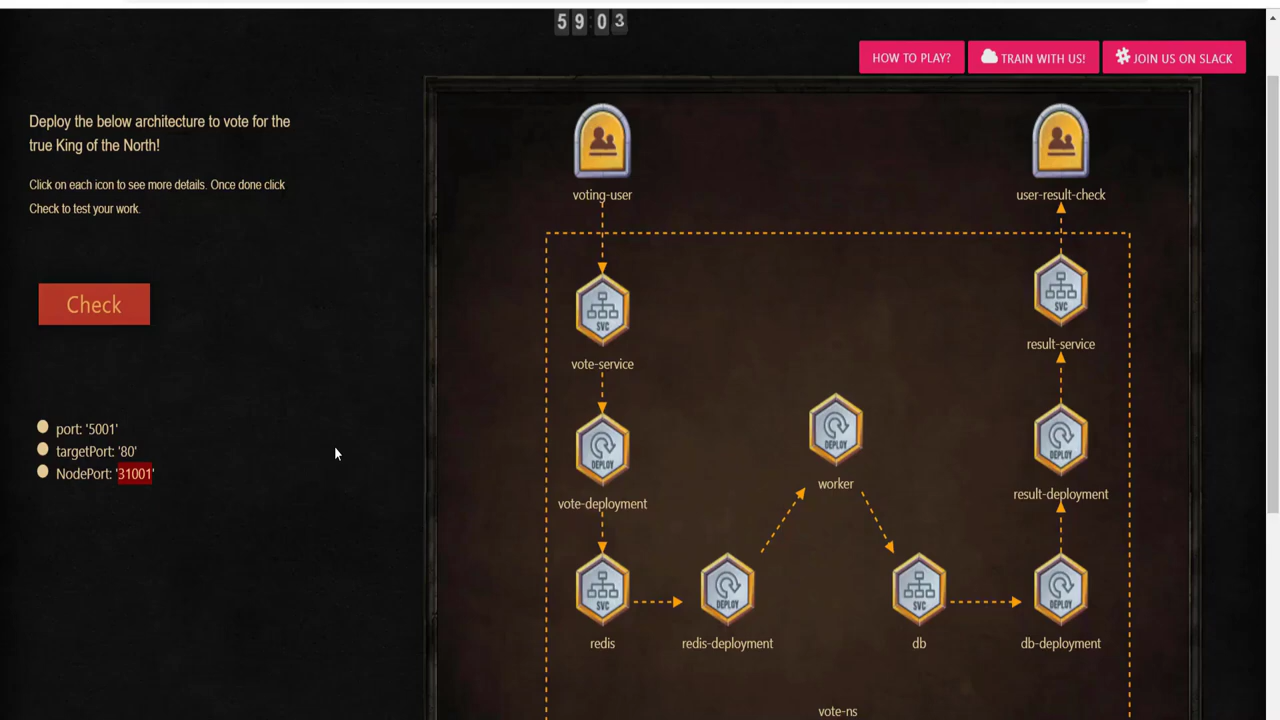 59 03
HOW TO PLAY?
TRAIN WITH US!
JOIN US ON SLACK
Deploy the below architecture to vote for the
true King of the North!
Click on each icon to see more details. Once done click
Check to test your work.
Check
port: '5001'
targetPort: '80'
NodePort: '31001'
voting-user
user-result-check
SVC
vote-service
SVC
result-service
DEPLOY
vote-deployment
DEPLOY
worker
DEPLOY
result-deployment
SVC
redis
DEPLOY
redis-deployment
SVC
db
DEPLOY
db-deployment
vote-ns